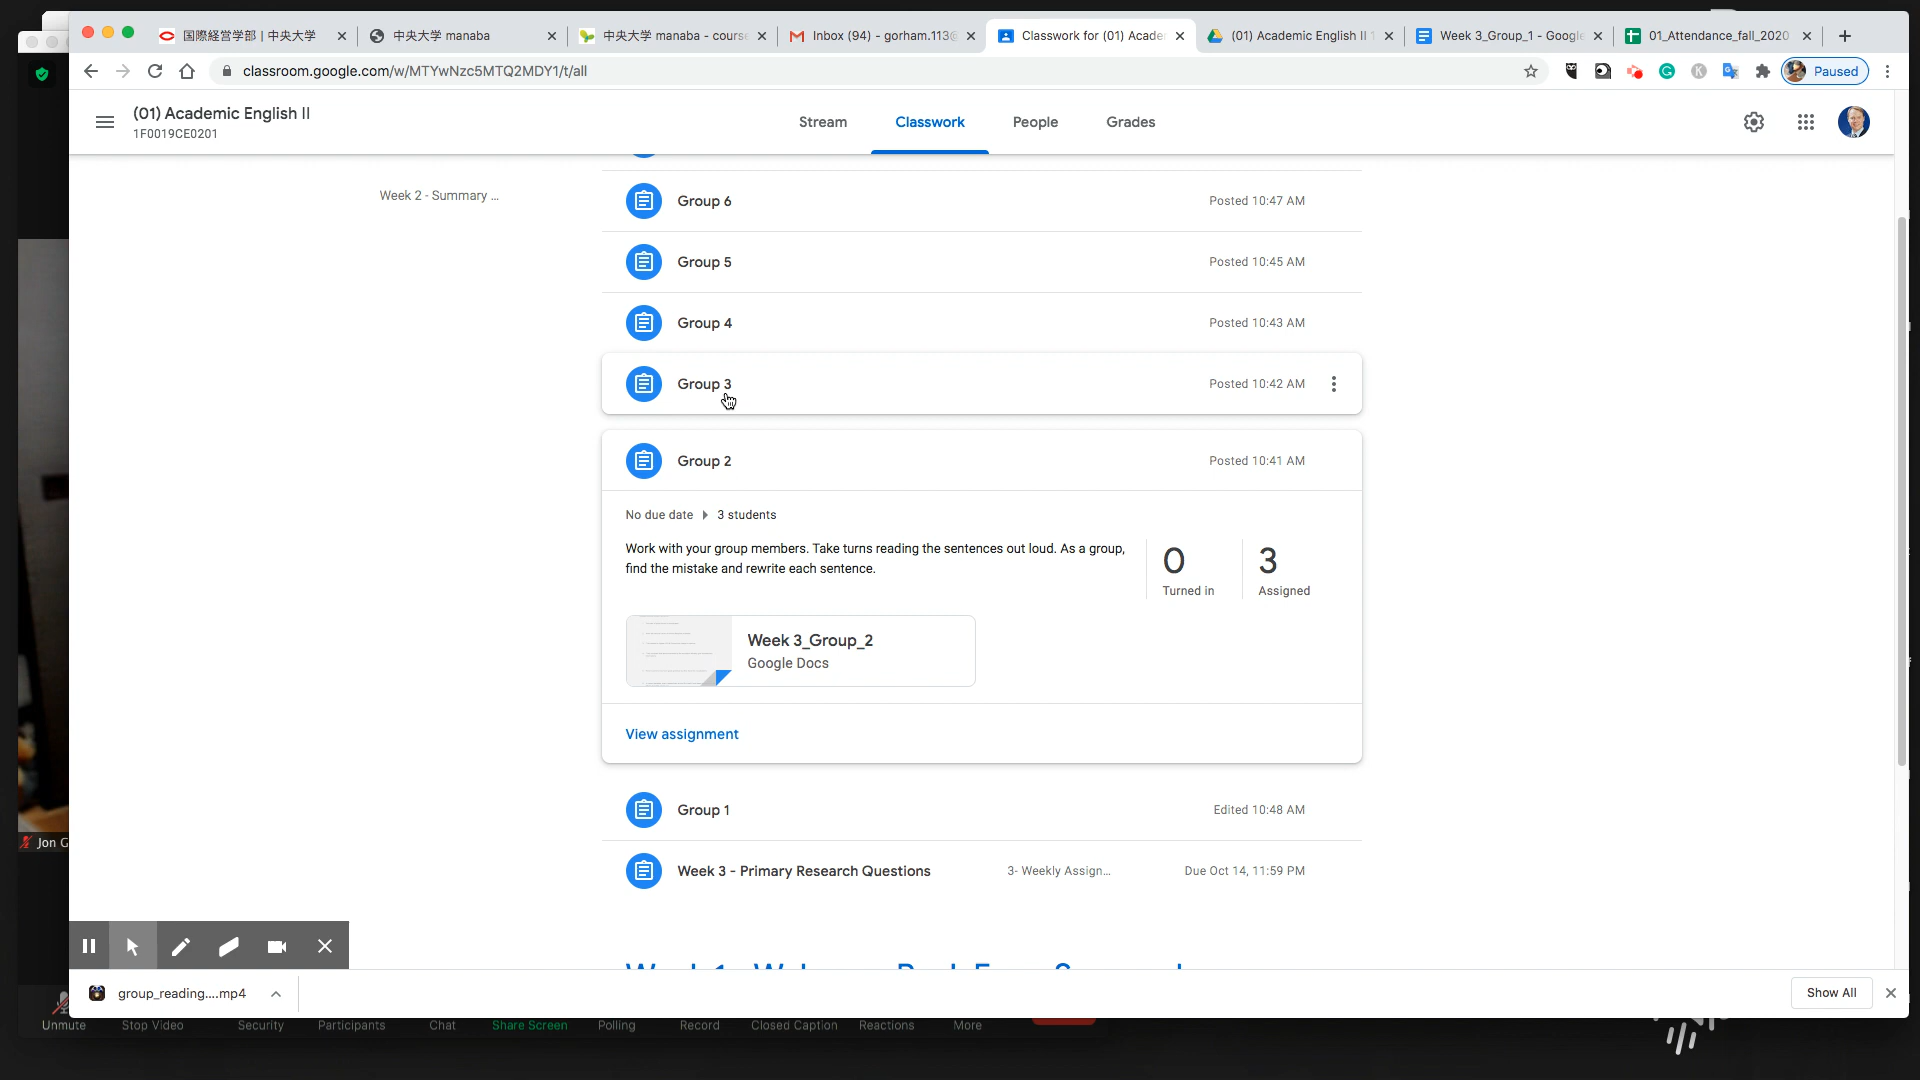 国際経営学部 | 中央大学
中央大学 manaba
中央大学 manaba - course
Inbox (94) - gorham.113@
Classwork for (01) Acade
(01) Academic English II
Week 3_Group_1 - Google
01_Attendance_fall_2020
classroom.google.com/w/MTYwNzc5MTQ2MDY1/t/all
Paused
(01) Academic English II
1F0019CE0201
Stream
Classwork
People
Grades
Week 2 - Summary ...
Group 6
Posted 10:47 AM
Group 5
Posted 10:45 AM
Group 4
Posted 10:43 AM
Group 3
Posted 10:42 AM
Group 2
Posted 10:41 AM
No due date
3 students
Work with your group members. Take turns reading the sentences out loud. As a group,
find the mistake and rewrite each sentence.
0
Turned in
3
Assigned
Week 3_Group_2
Google Docs
View assignment
Group 1
Edited 10:48 AM
Week 3 - Primary Research Questions
3- Weekly Assign...
Due Oct 14, 11:59 PM
Jon G
group_reading....mp4
Show All
Unmute
Stop Video
Security
Participants
Chat
Share Screen
Polling
Record
Closed Caption
Reactions
More